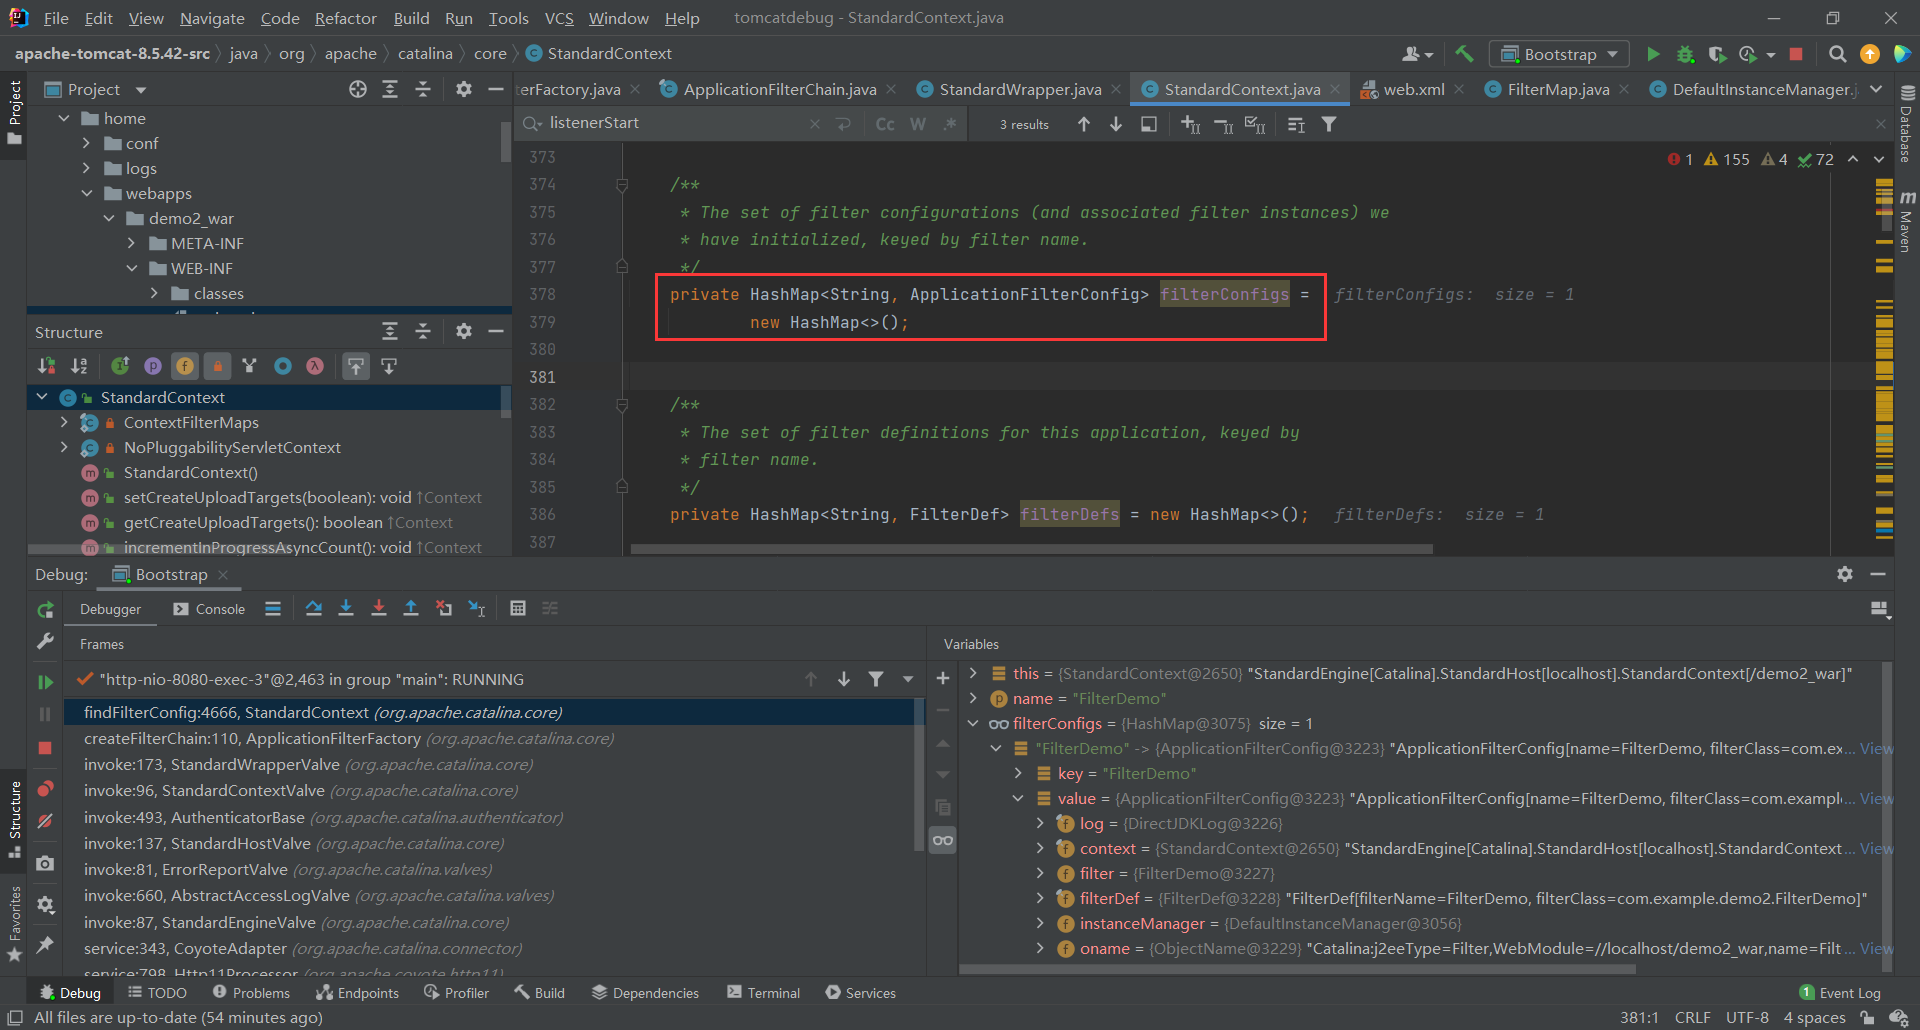 File Edit View Navigate Code Refactor Build Run Tools VCS Window Help tomcatdebug - StandardContext.java
apache-tomcat-8.5.42-src java org apache catalina core StandardContext
Bootstrap
Project
Project
terFactory.java ApplicationFilterChain.java StandardWrapper.java StandardContext.java web.xml FilterMap.java DefaultInstanceManager.j
listenerStart Cc W .* 3 results
home
conf
logs
webapps
demo2_war
META-INF
WEB-INF
classes
1 155 4 72
373
374 /**
375 * The set of filter configurations (and associated filter instances) we
376 * have initialized, keyed by filter name.
377 */
378 private HashMap<String, ApplicationFilterConfig> filterConfigs = filterConfigs: size = 1
379 new HashMap<>();
380
381
382 /**
383 * The set of filter definitions for this application, keyed by
384 * filter name.
385 */
386 private HashMap<String, FilterDef> filterDefs = new HashMap<>(); filterDefs: size = 1
387
Database
Maven
Structure
StandardContext
ContextFilterMaps
NoPluggabilityServletContext
StandardContext()
setCreateUploadTargets(boolean): void ↑Context
getCreateUploadTargets(): boolean ↑Context
incrementInProgressAsyncCount(): void ↑Context
Debug: Bootstrap
Debugger Console
Frames
"http-nio-8080-exec-3"@2,463 in group "main": RUNNING
findFilterConfig:4666, StandardContext (org.apache.catalina.core)
createFilterChain:110, ApplicationFilterFactory (org.apache.catalina.core)
invoke:173, StandardWrapperValve (org.apache.catalina.core)
invoke:96, StandardContextValve (org.apache.catalina.core)
invoke:493, AuthenticatorBase (org.apache.catalina.authenticator)
invoke:137, StandardHostValve (org.apache.catalina.core)
invoke:81, ErrorReportValve (org.apache.catalina.valves)
invoke:660, AbstractAccessLogValve (org.apache.catalina.valves)
invoke:87, StandardEngineValve (org.apache.catalina.core)
service:343, CoyoteAdapter (org.apache.catalina.connector)
service:798, Http11Processor (org.apache.coyote.http11)
Variables
this = {StandardContext@2650} "StandardEngine[Catalina].StandardHost[localhost].StandardContext[/demo2_war]"
name = "FilterDemo"
filterConfigs = {HashMap@3075} size = 1
"FilterDemo" -> {ApplicationFilterConfig@3223} "ApplicationFilterConfig[name=FilterDemo, filterClass=com.ex... View
key = "FilterDemo"
value = {ApplicationFilterConfig@3223} "ApplicationFilterConfig[name=FilterDemo, filterClass=com.exampl... View
log = {DirectJDKLog@3226}
context = {StandardContext@2650} "StandardEngine[Catalina].StandardHost[localhost].StandardContext... View
filter = {FilterDemo@3227}
filterDef = {FilterDef@3228} "FilterDef[filterName=FilterDemo, filterClass=com.example.demo2.FilterDemo]"
instanceManager = {DefaultInstanceManager@3056}
oname = {ObjectName@3229} "Catalina:j2eeType=Filter,WebModule=//localhost/demo2_war,name=Filt... View
Structure
Favorites
Debug TODO Problems Endpoints Profiler Build Dependencies Terminal Services 1 Event Log
All files are up-to-date (54 minutes ago) 381:1 CRLF UTF-8 4 spaces